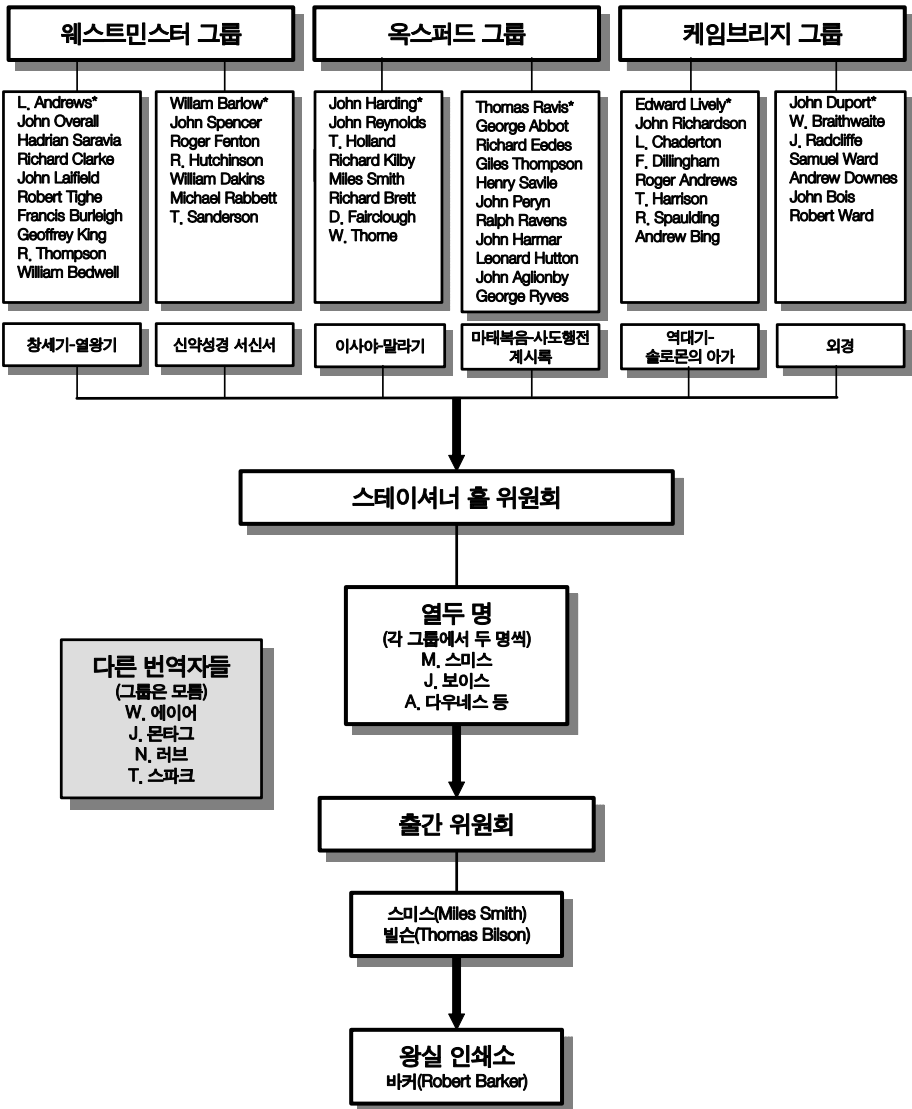 웨스트민스터 그룹
옥스퍼드 그룹
케임브리지 그룹
L. Andrews*
John Overall
Hadrian Saravia
Richard Clarke
John Laifield
Robert Tighe
Francis Burleigh
Geoffrey King
R. Thompson
William Bedwell
Willam Barlow*
John Spencer
Roger Fenton
R. Hutchinson
William Dakins
Michael Rabbett
T. Sanderson
John Harding*
John Reynolds
T. Holland
Richard Kilby
Miles Smith
Richard Brett
D. Fairclough
W. Thorne
Thomas Ravis*
George Abbot
Richard Eedes
Giles Thompson
Henry Savile
John Peryn
Ralph Ravens
John Harmar
Leonard Hutton
John Aglionby
George Ryves
Edward Lively*
John Richardson
L. Chaderton
F. Dillingham
Roger Andrews
T. Harrison
R. Spaulding
Andrew Bing
John Duport*
W. Braithwaite
J. Radcliffe
Samuel Ward
Andrew Downes
John Bois
Robert Ward
창세기-열왕기
신약성경 서신서
이사야-말라기
마태복음-사도행전
계시록
역대기-
솔로몬의 아가
외경
스테이셔너 홀 위원회
열두 명
(각 그룹에서 두 명씩)
M. 스미스
J. 보이스
A. 다우네스 등
다른 번역자들
(그룹은 모름)
W. 에이어
J. 몬타그
N. 러브
T. 스파크
출간 위원회
스미스(Miles Smith)
빌슨(Thomas Bilson)
왕실 인쇄소
바커(Robert Barker)